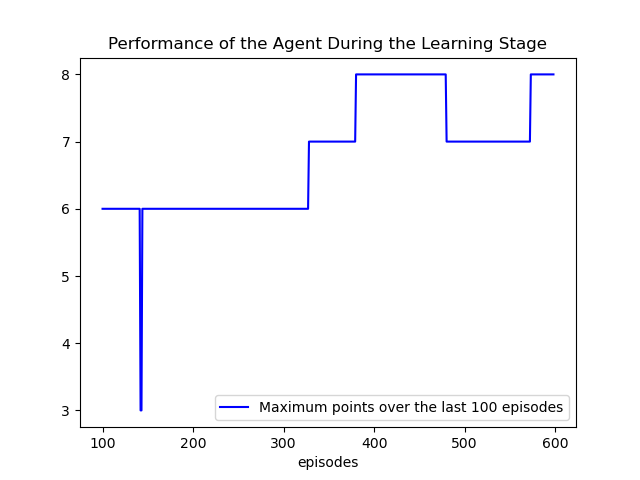 Performance of the Agent During the Learning Stage
8
7
6
5
4
3
Maximum points over the last 100 episodes
100 200 300 400 500 600
episodes